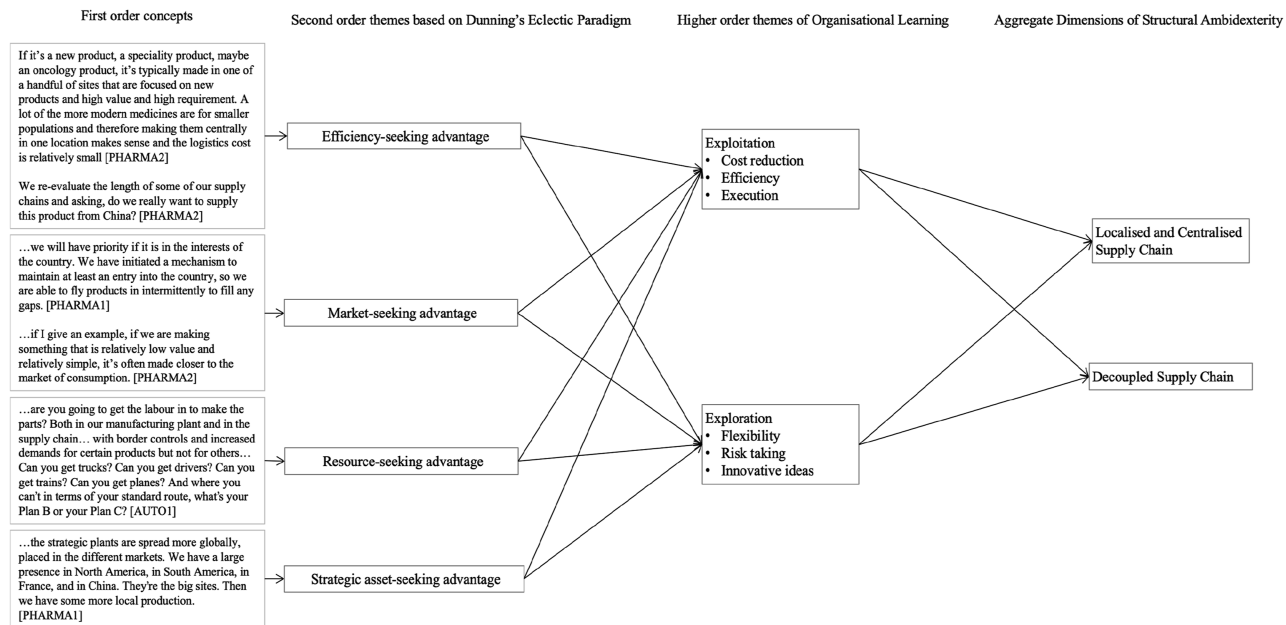 First order concepts
Second order themes based on Dunning's Eclectic Paradigm
Higher order themes of Organisational Learning
Aggregate Dimensions of Structural Ambidexterity
If it's a new product, a speciality product, maybe
an oncology product, it's typically made in one of
a handful of sites that are focused on new
products and high value and high requirement. A
lot of the more modern medicines are for smaller
populations and therefore making them centrally
in one location makes sense and the logistics cost
is relatively small [PHARMA2]
We re-evaluate the length of some of our supply
chains and asking, do we really want to supply
this product from China? [PHARMA2]
…we will have priority if it is in the interests of
the country. We have initiated a mechanism to
maintain at least an entry into the country, so we
are able to fly products in intermittently to fill any
gaps. [PHARMA1]
…if I give an example, if we are making
something that is relatively low value and
relatively simple, it's often made closer to the
market of consumption. [PHARMA2]
…are you going to get the labour in to make the
parts? Both in our manufacturing plant and in the
supply chain… with border controls and increased
demands for certain products but not for others…
Can you get trucks? Can you get drivers? Can you
get trains? Can you get planes? And where you
can't in terms of your standard route, what's your
Plan B or your Plan C? [AUTO1]
…the strategic plants are spread more globally,
placed in the different markets. We have a large
presence in North America, in South America, in
France, and in China. They're the big sites. Then
we have some more local production.
[PHARMA1]
Efficiency-seeking advantage
Market-seeking advantage
Resource-seeking advantage
Strategic asset-seeking advantage
Exploitation
• Cost reduction
• Efficiency
• Execution
Exploration
• Flexibility
• Risk taking
• Innovative ideas
Localised and Centralised
Supply Chain
Decoupled Supply Chain